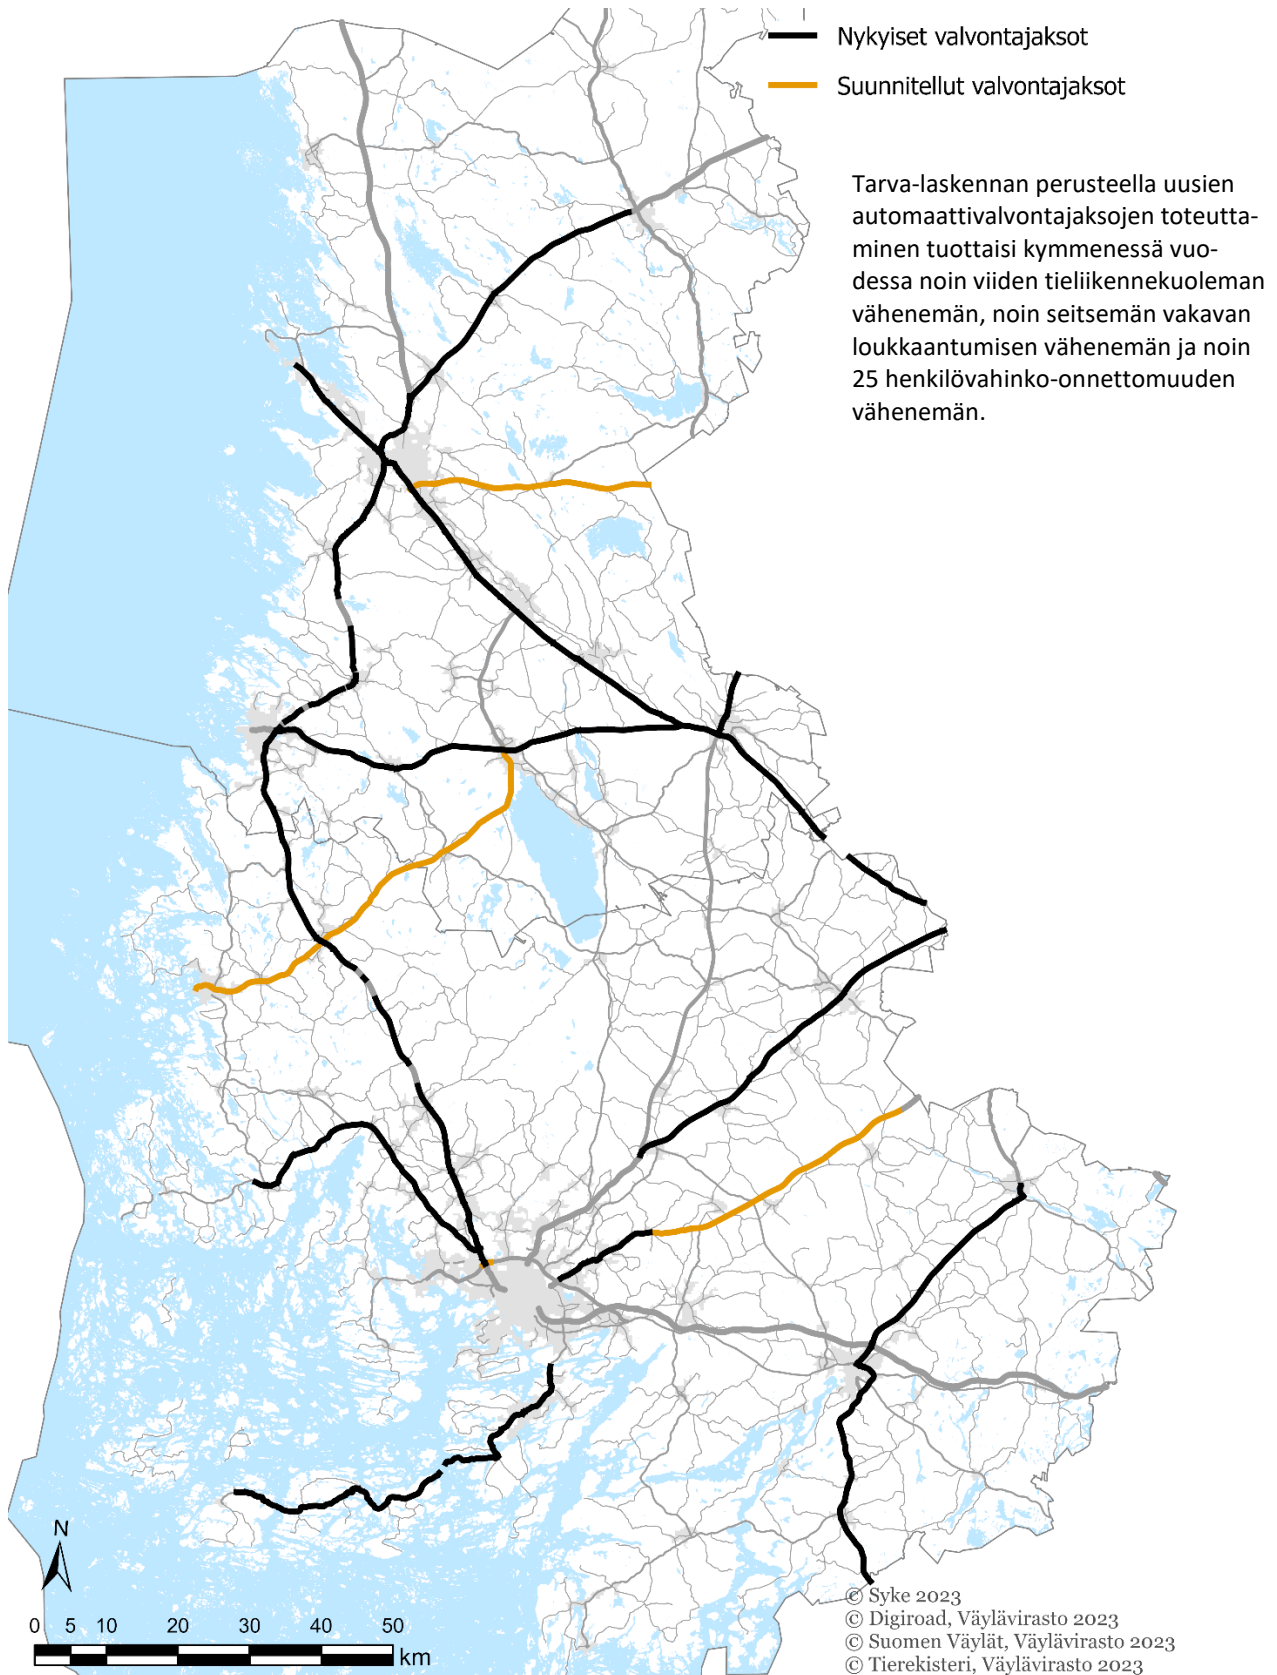 Nykyiset valvontajaksot
Suunnitellut valvontajaksot
Tarva-laskennan perusteella uusien
automaattivalvontajaksojen toteutta-
minen tuottaisi kymmenessä vuo-
dessa noin viiden tieliikennekuoleman
vähenemän, noin seitsemän vakavan
loukkaantumisen vähenemän ja noin
25 henkilövahinko-onnettomuuden
vähenemän.
N
0 5 10 20 30 40 50
km
© Syke 2023
© Digiroad, Väylävirasto 2023
© Suomen Väylät, Väylävirasto 2023
© Tierekisteri, Väylävirasto 2023